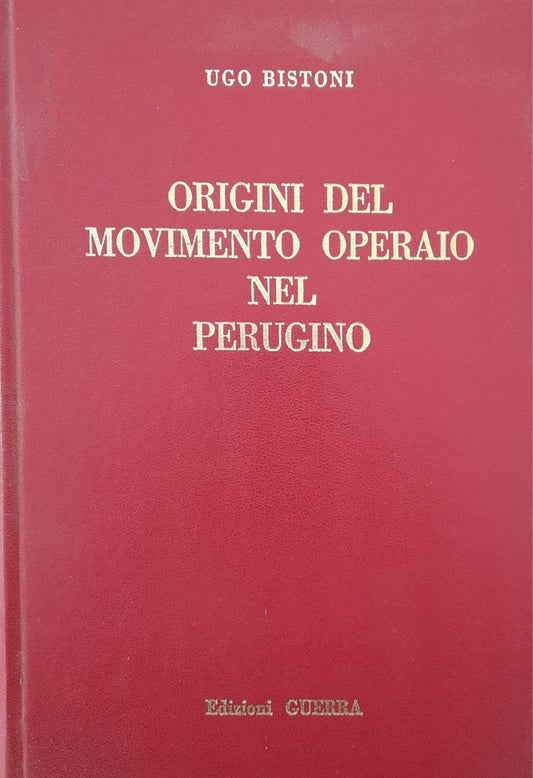 UGO BISTONI
ORIGINI DEL
MOVIMENTO OPERAIO
NEL
PERUGINO
Edizioni GUERRA